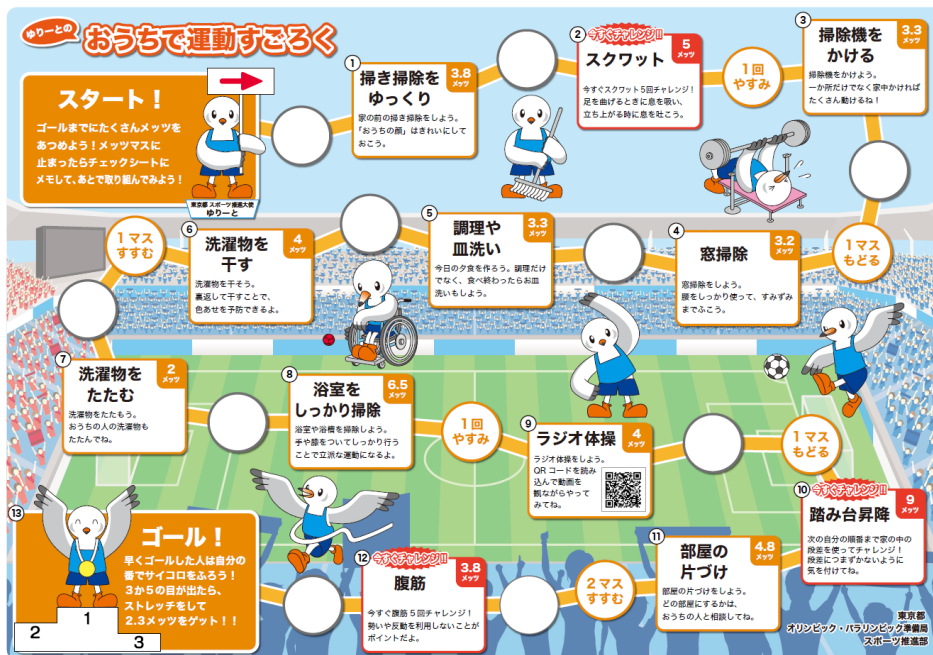 ゆりーとの
おうちで運動すごろく
スタート！
ゴールまでにたくさんメッツを
あつめよう！メッツマスに
止まったらチェックシートに
メモして、あとで取り組んでみよう！
東京都 スポーツ推進大使
ゆりーと
1
掃き掃除を
ゆっくり
3.8
メッツ
家の前の掃き掃除をしよう。
「おうちの顔」はきれいにして
おこう。
2
今すぐチャレンジ!!
スクワット
5
メッツ
今すぐスクワット５回チャレンジ！
足を曲げるときに息を吸い、
立ち上がる時に息を吐こう。
1回
やすみ
3
掃除機を
かける
3.3
メッツ
掃除機をかけよう。
一か所だけでなく家中かければ
たくさん動けるね！
1マス
もどる
4
窓掃除
3.2
メッツ
窓掃除をしよう。
腰をしっかり使って、すみずみ
までふこう。
5
調理や
皿洗い
3.3
メッツ
今日の夕食を作ろう。調理だけ
でなく、食べ終わったらお皿
洗いもしよう。
6
洗濯物を
干す
4
メッツ
洗濯物を干そう。
裏返して干すことで、
色あせを予防できるよ。
1マス
すすむ
7
洗濯物を
たたむ
2
メッツ
洗濯物をたたもう。
おうちの人の洗濯物も
たたんでね。
8
浴室を
しっかり掃除
6.5
メッツ
浴室や浴槽を掃除しよう。
手や膝をついてしっかり行う
ことで立派な運動になるよ。
1回
やすみ
9
ラジオ体操
4
メッツ
ラジオ体操をしよう。
QRコードを読み
込んで動画を
観ながらやって
みてね。
1マス
もどる
10
今すぐチャレンジ!!
踏み台昇降
9
メッツ
次の自分の順番まで家の中の
段差を使ってチャレンジ！
段差につまずかないように
気を付けてね。
11
部屋の
片づけ
4.8
メッツ
部屋の片づけをしよう。
どの部屋にするかは、
おうちの人と相談してね。
2マス
すすむ
12
今すぐチャレンジ!!
腹筋
3.8
メッツ
今すぐ腹筋５回チャレンジ！
勢いや反動を利用しないことが
ポイントだよ。
13
ゴール！
早くゴールした人は自分の
番でサイコロをふろう！
３から５の目が出たら、
ストレッチをして
2.3メッツをゲット！！
1
2
3
東京都
オリンピック・パラリンピック準備局
スポーツ推進部